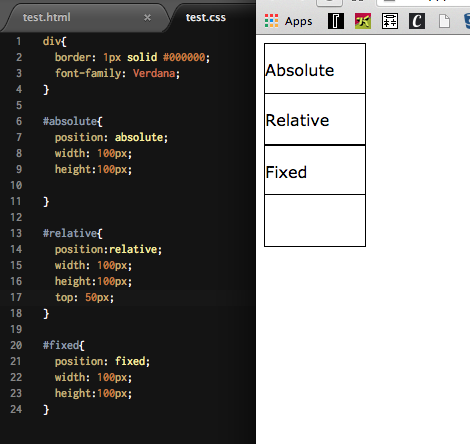 test.html × test.css
1 div{
2 border: 1px solid #000000;
3 font-family: Verdana;
4 }
5
6 #absolute{
7 position: absolute;
8 width: 100px;
9 height:100px;
10
11 }
12
13 #relative{
14 position:relative;
15 width: 100px;
16 height:100px;
17 top: 50px;
18 }
19
20 #fixed{
21 position: fixed;
22 width: 100px;
23 height:100px;
24 }
Apps
Absolute
Relative
Fixed